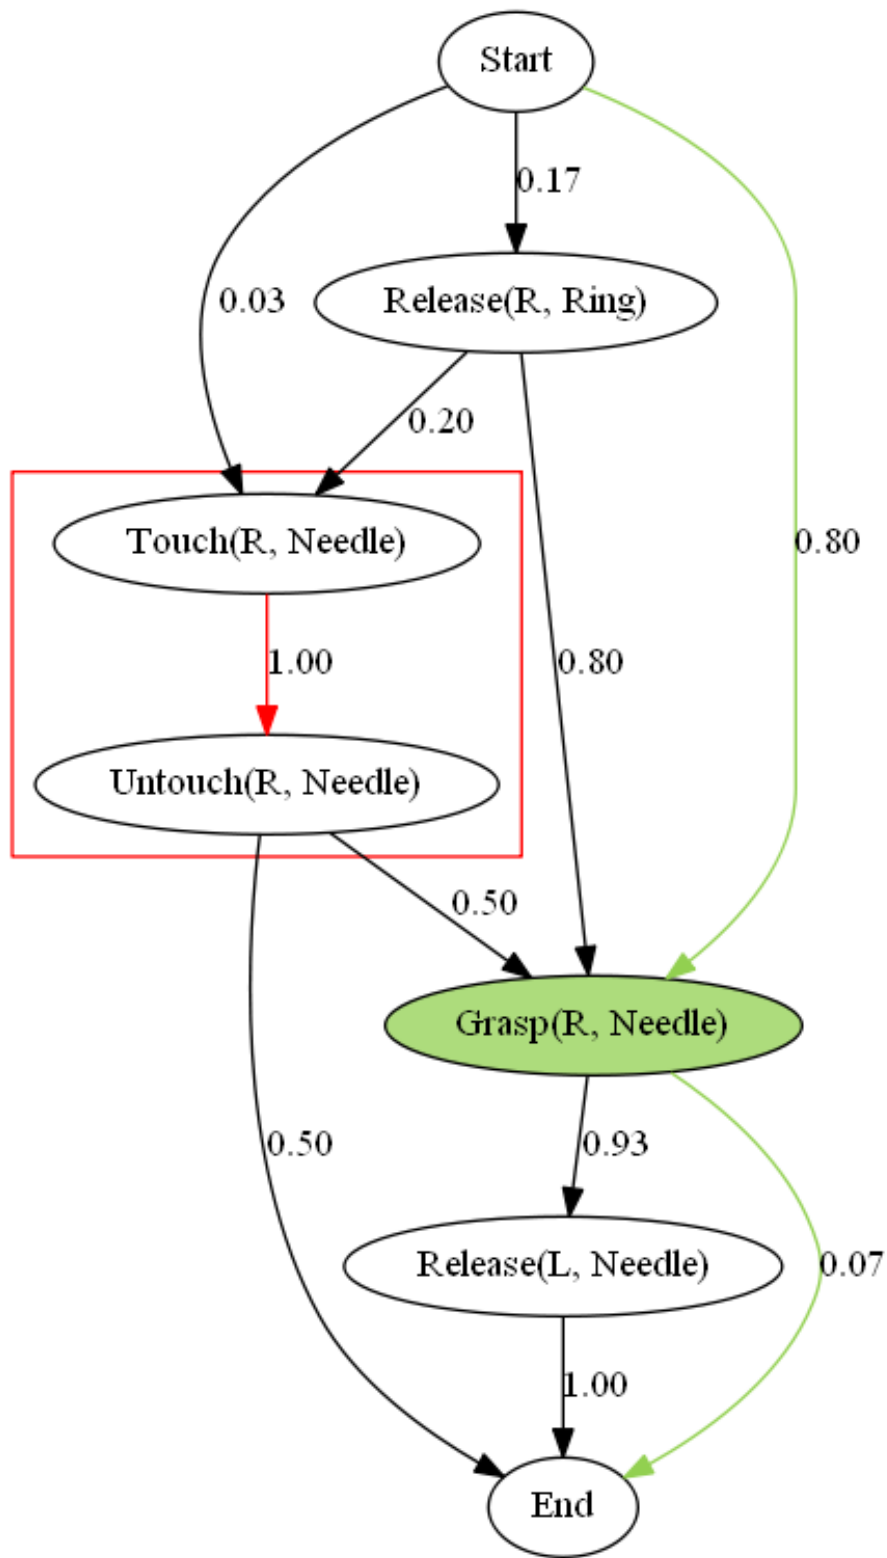 Start
0.17
Release(R, Ring)
0.03
0.20
Touch(R, Needle)
0.80
1.00
0.80
Untouch(R, Needle)
0.50
Grasp(R, Needle)
0.50
0.93
Release(L, Needle)
0.07
1.00
End